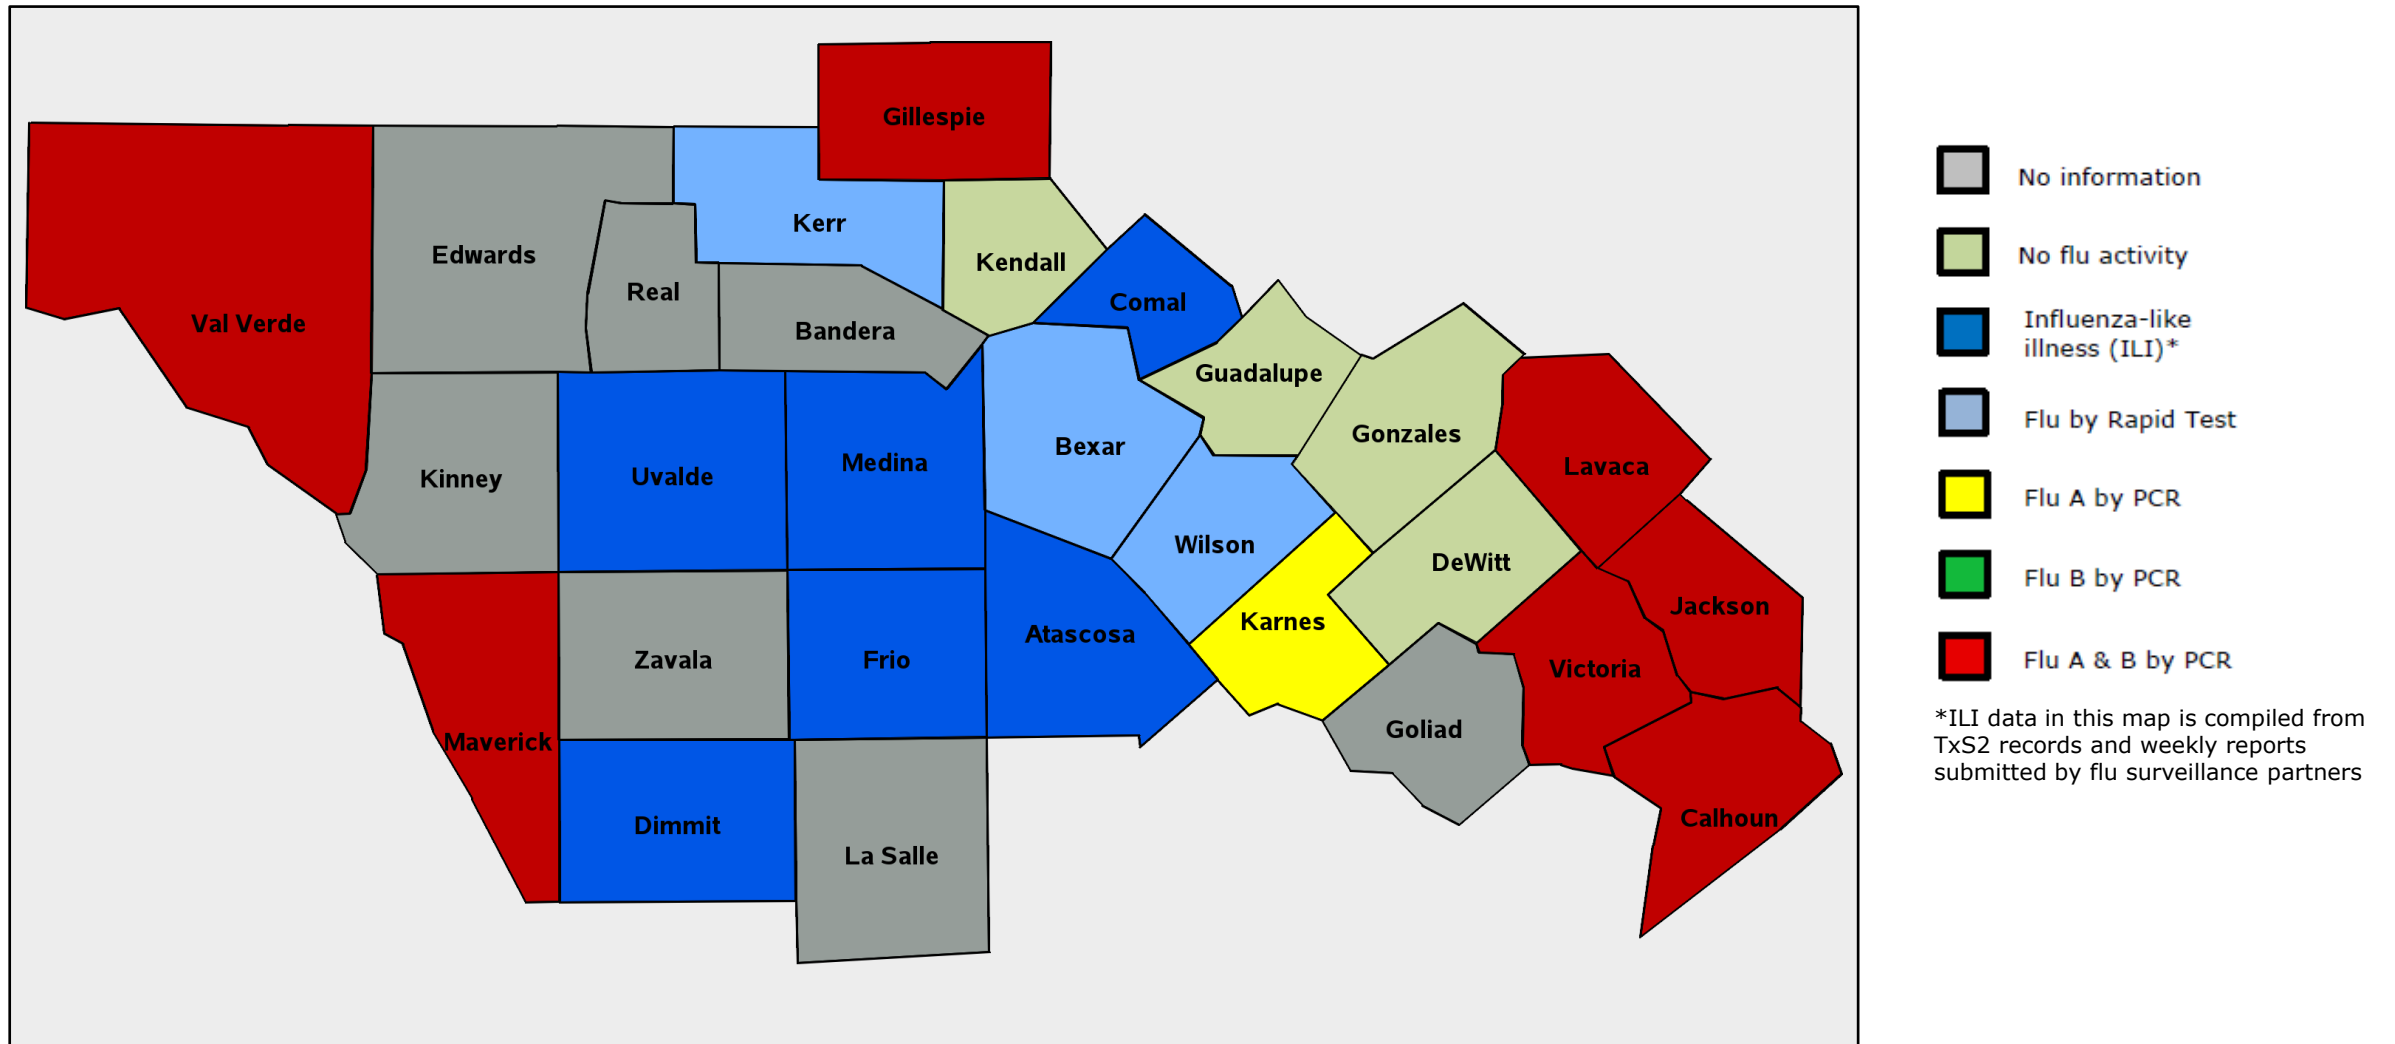 Gillespie
Kerr
Edwards
Kendall
Real
Comal
Val Verde
Bandera
Guadalupe
Gonzales
Bexar
Medina
Lavaca
Uvalde
Kinney
Wilson
DeWitt
Jackson
Karnes
Atascosa
Zavala
Frio
Victoria
Goliad
Maverick
Calhoun
Dimmit
La Salle
No information
No flu activity
Influenza-like
illness (ILI)*
Flu by Rapid Test
Flu A by PCR
Flu B by PCR
Flu A & B by PCR
*ILI data in this map is compiled from
TxS2 records and weekly reports
submitted by flu surveillance partners